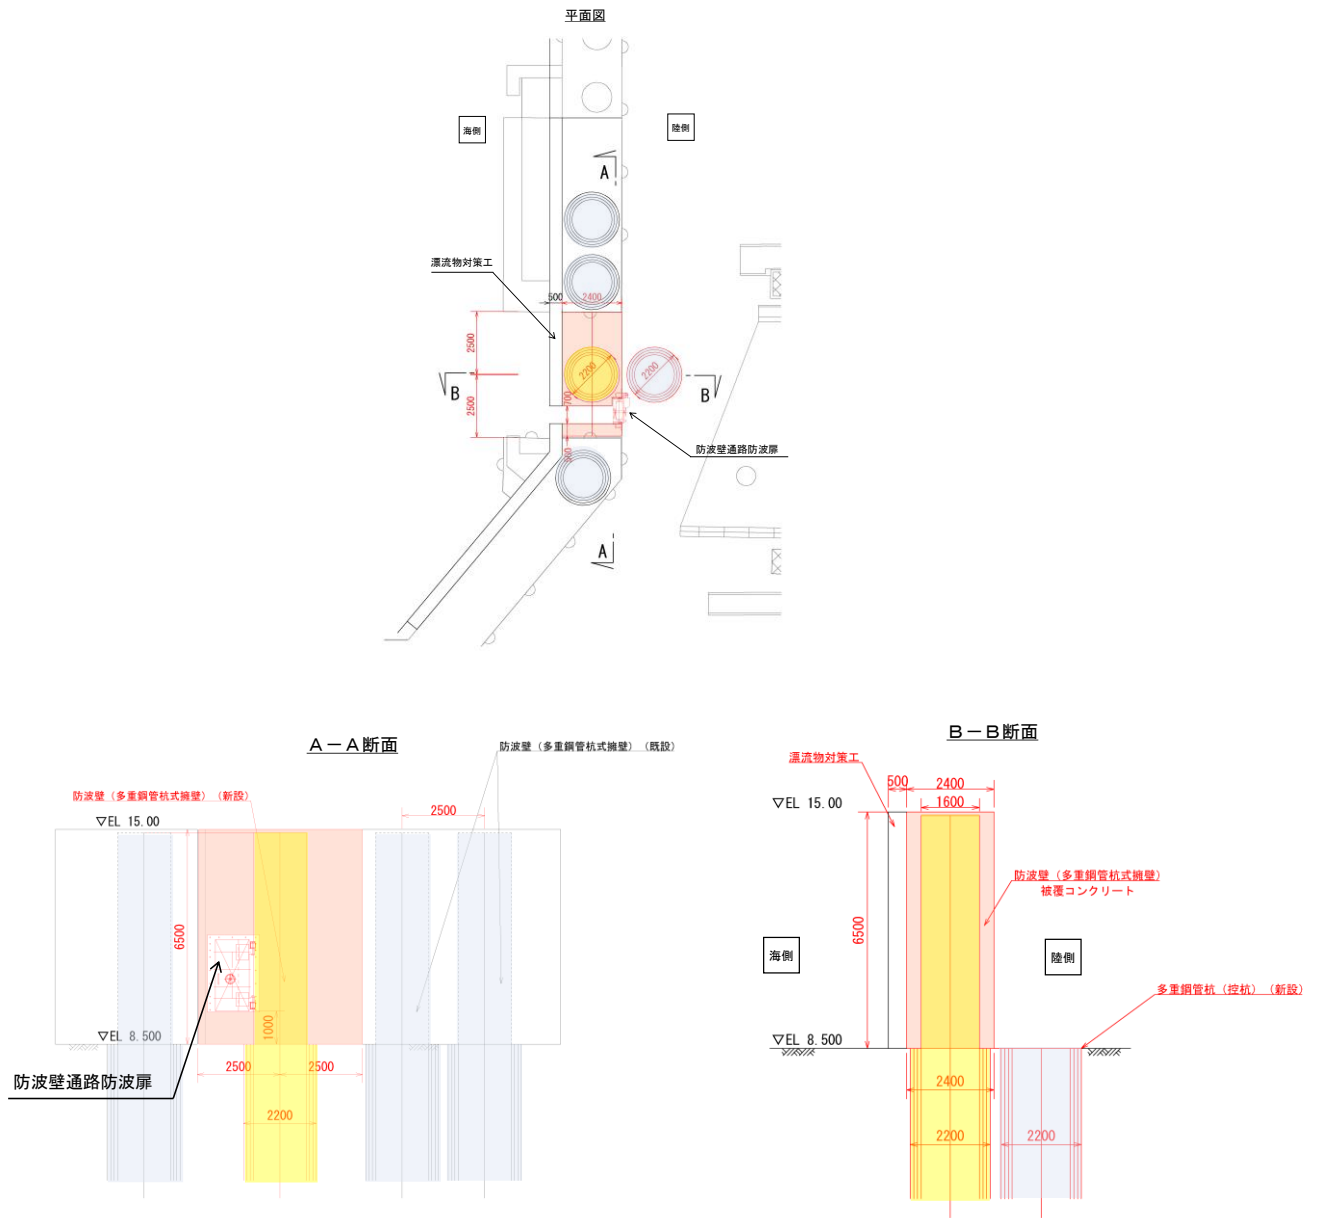 平面図
海側
陸側
A
漂流物対策工
500
2400
2500
2200
2200
B
B
2500
700
防波壁通路防波扉
500
A
A-A断面
防波壁(多重鋼管杭式擁壁)(既設)
防波壁(多重鋼管杭式擁壁)(新設)
2500
▽EL 15.00
6500
1000
▽EL 8.500
2500
2500
防波壁通路防波扉
2200
B-B断面
漂流物対策工
500
2400
▽EL 15.00
1600
防波壁(多重鋼管杭式擁壁)
被覆コンクリート
6500
海側
陸側
多重鋼管杭(控杭)(新設)
▽EL 8.500
2400
2200
2200